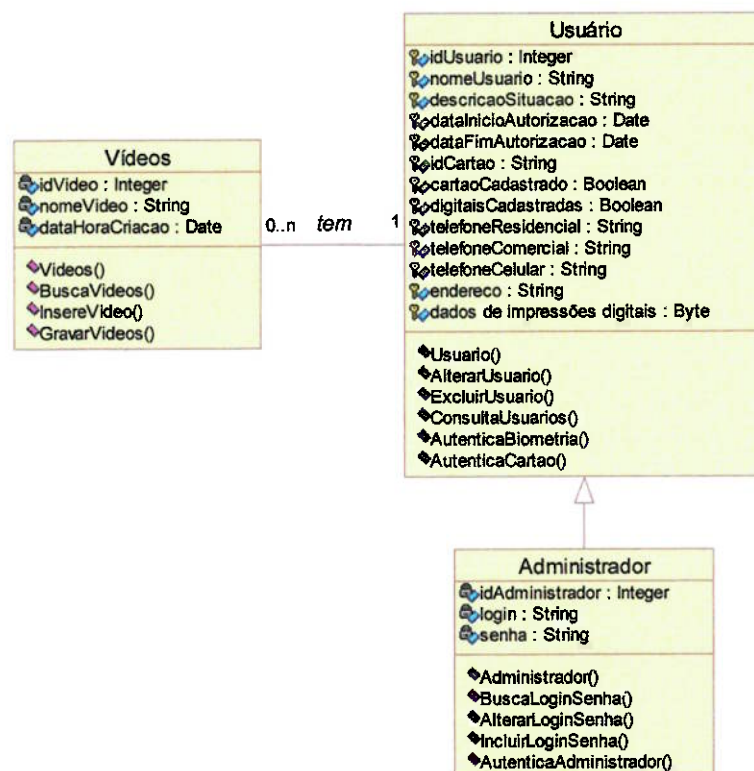 Usuário
idUsuario : Integer
nomeUsuario : String
descricaoSituacao : String
dataInicioAutorizacao : Date
dataFimAutorizacao : Date
idCartao : String
cartaoCadastrado : Boolean
digitaisCadastradas : Boolean
telefoneResidencial : String
telefoneComercial : String
telefoneCelular : String
endereco : String
dados de impressões digitais : Byte
Usuario()
AlterarUsuario()
ExcluirUsuario()
ConsultaUsuarios()
AutenticaBiometria()
AutenticaCartao()
Vídeos
idVideo : Integer
nomeVideo : String
dataHoraCriacao : Date
Videos()
BuscaVideos()
InsereVideo()
GravarVideos()
0..n tem 1
Administrador
idAdministrador : Integer
login : String
senha : String
Administrador()
BuscaLoginSenha()
AlterarLoginSenha()
IncluirLoginSenha()
AutenticaAdministrador()